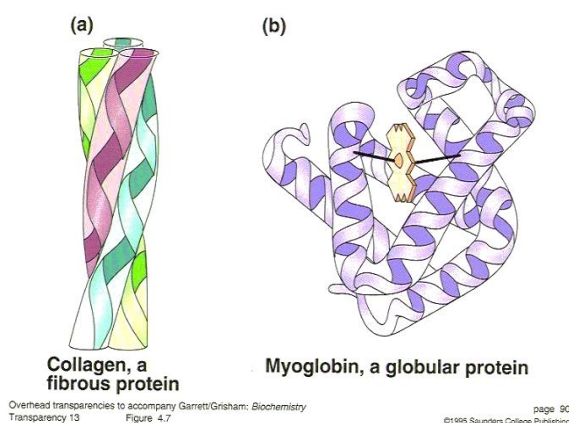 (a)
(b)
Collagen, a
fibrous protein
Myoglobin, a globular protein
Overhead transparencies to accompany Garrett/Grisham: Biochemistry
Transparency 13 Figure 4.7
page 90
©1995 Saunders College Publishing